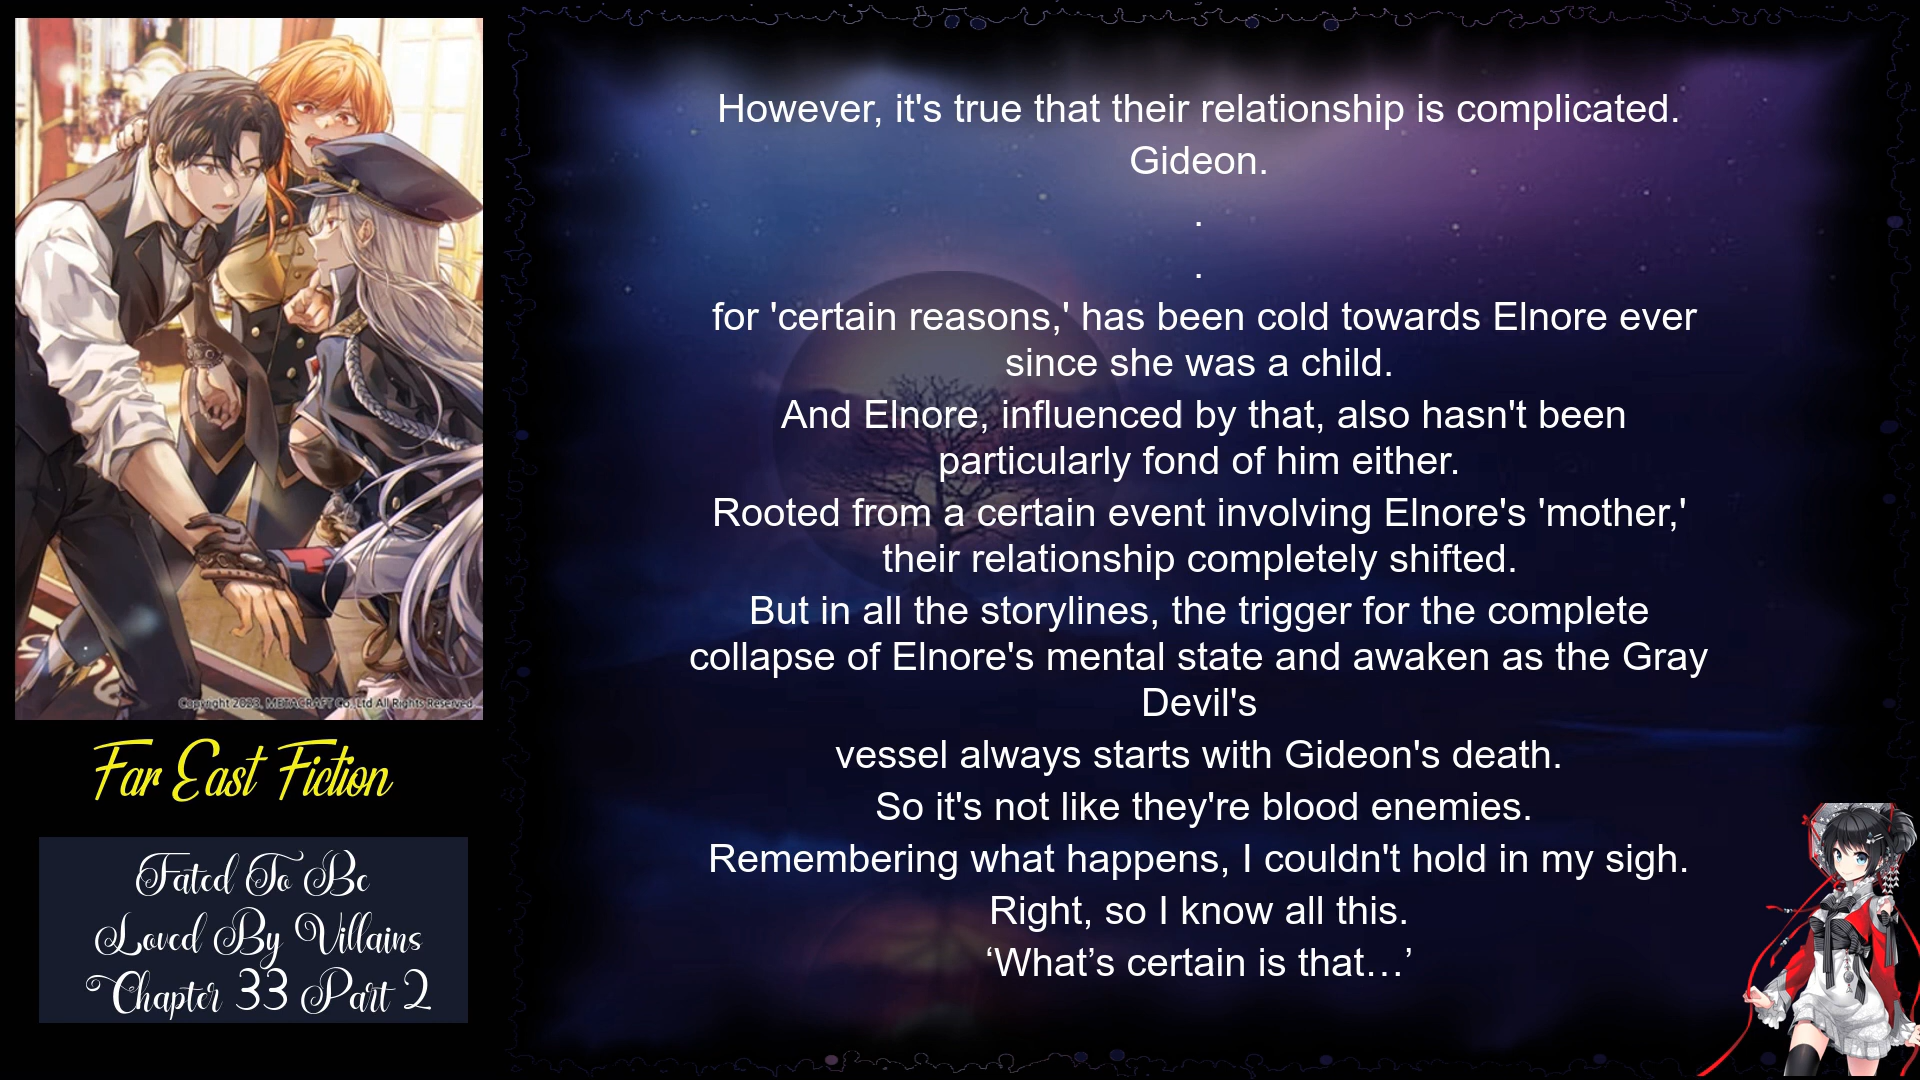 However, it's true that their relationship is complicated.
Gideon.
.
.
for 'certain reasons,' has been cold towards Elnore ever
since she was a child.
And Elnore, influenced by that, also hasn't been
particularly fond of him either.
Rooted from a certain event involving Elnore's 'mother,'
their relationship completely shifted.
But in all the storylines, the trigger for the complete
collapse of Elnore's mental state and awaken as the Gray
Devil's
vessel always starts with Gideon's death.
So it's not like they're blood enemies.
Remembering what happens, I couldn't hold in my sigh.
Right, so I know all this.
‘What’s certain is that…’
Copyright 2023. METACRAFT Co.,Ltd All Rights Reserved
Far East Fiction
Fated To Be
Loved By Villains
Chapter 33 Part 2